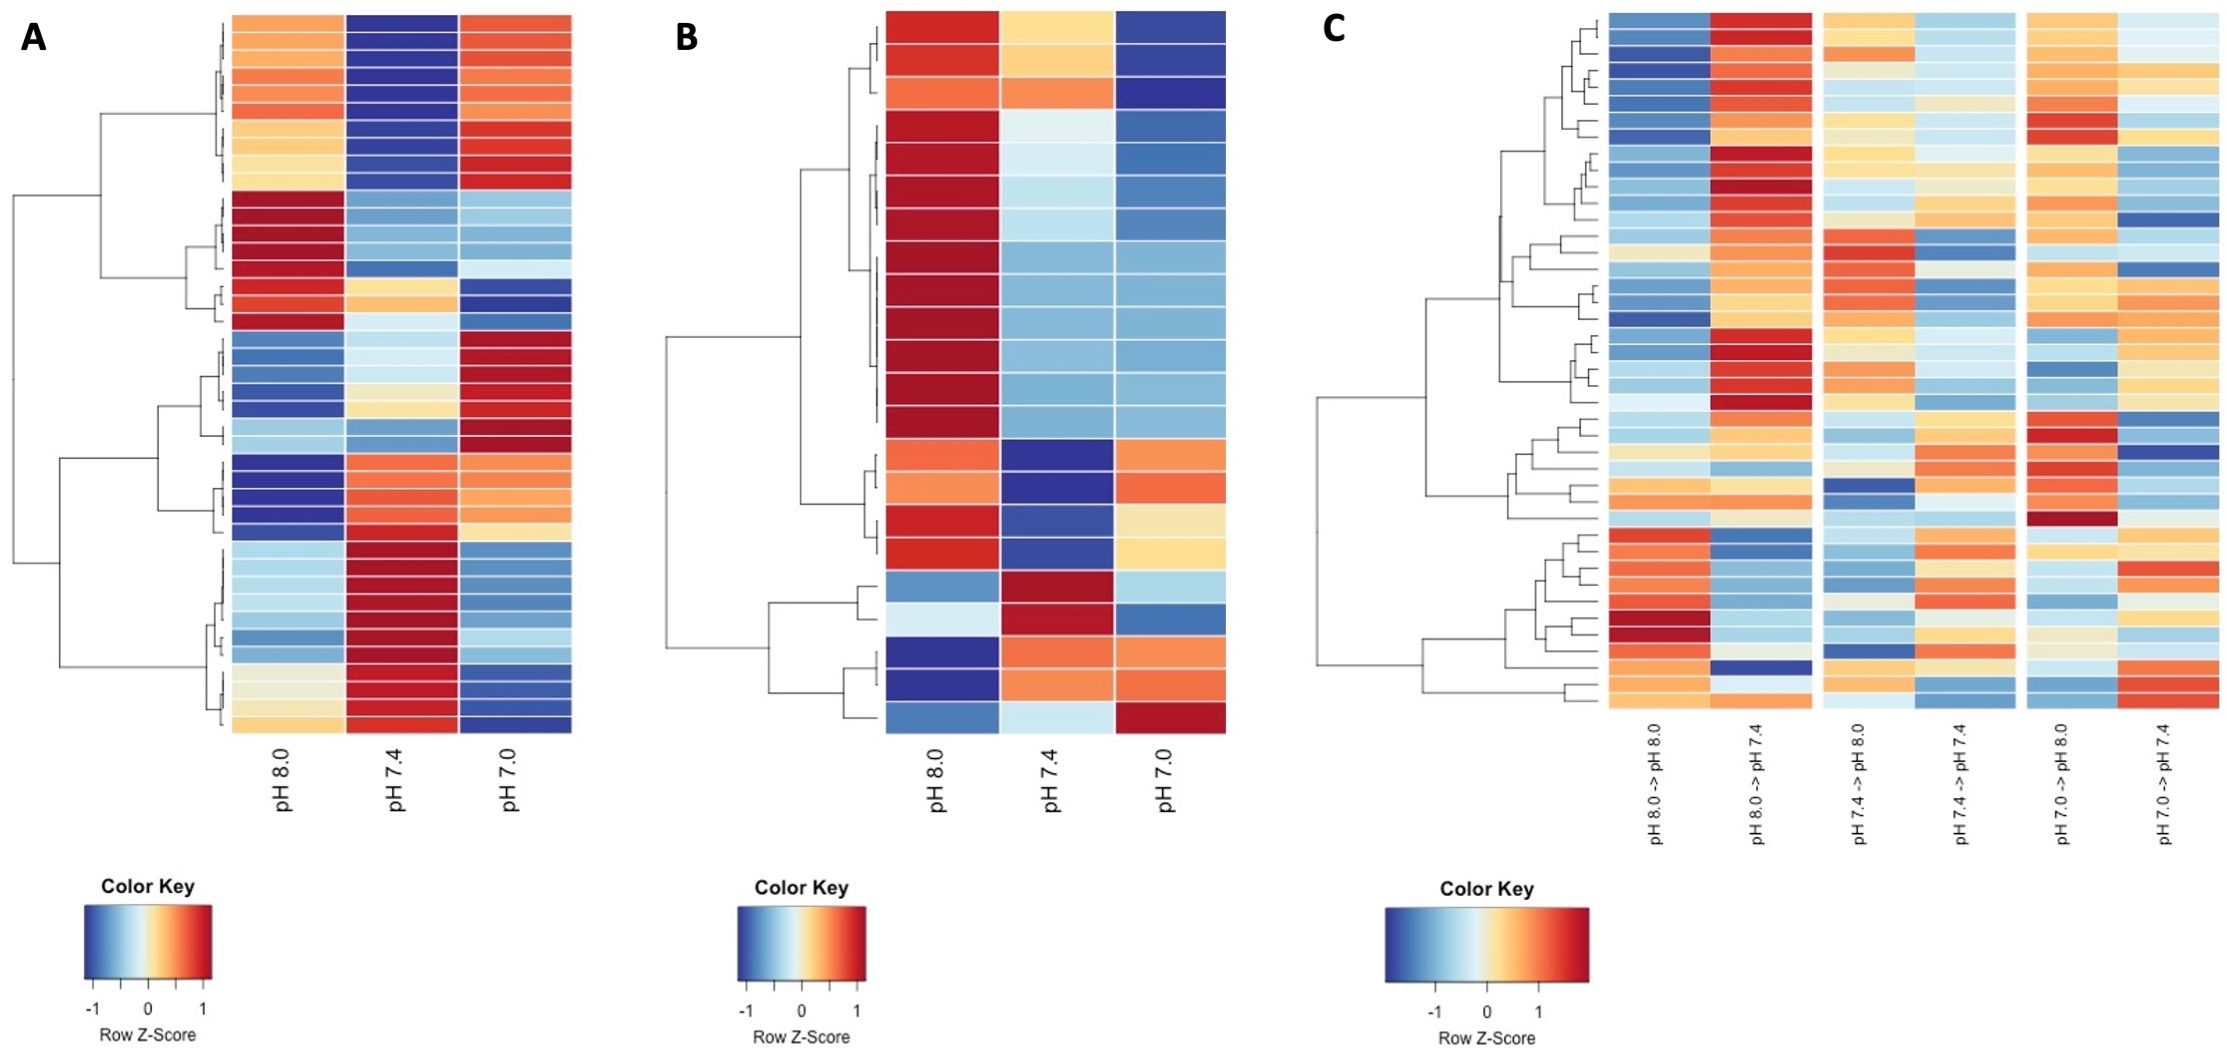 A
B
C
pH 8.0
pH 7.4
pH 7.0
pH 8.0
pH 7.4
pH 7.0
pH 8.0 -> pH 8.0
pH 8.0 -> pH 7.4
pH 7.4 -> pH 8.0
pH 7.4 -> pH 7.4
pH 7.0 -> pH 8.0
pH 7.0 -> pH 7.4
Color Key
-1 0 1
Row Z-Score
Color Key
-1 0 1
Row Z-Score
Color Key
-1 0 1
Row Z-Score